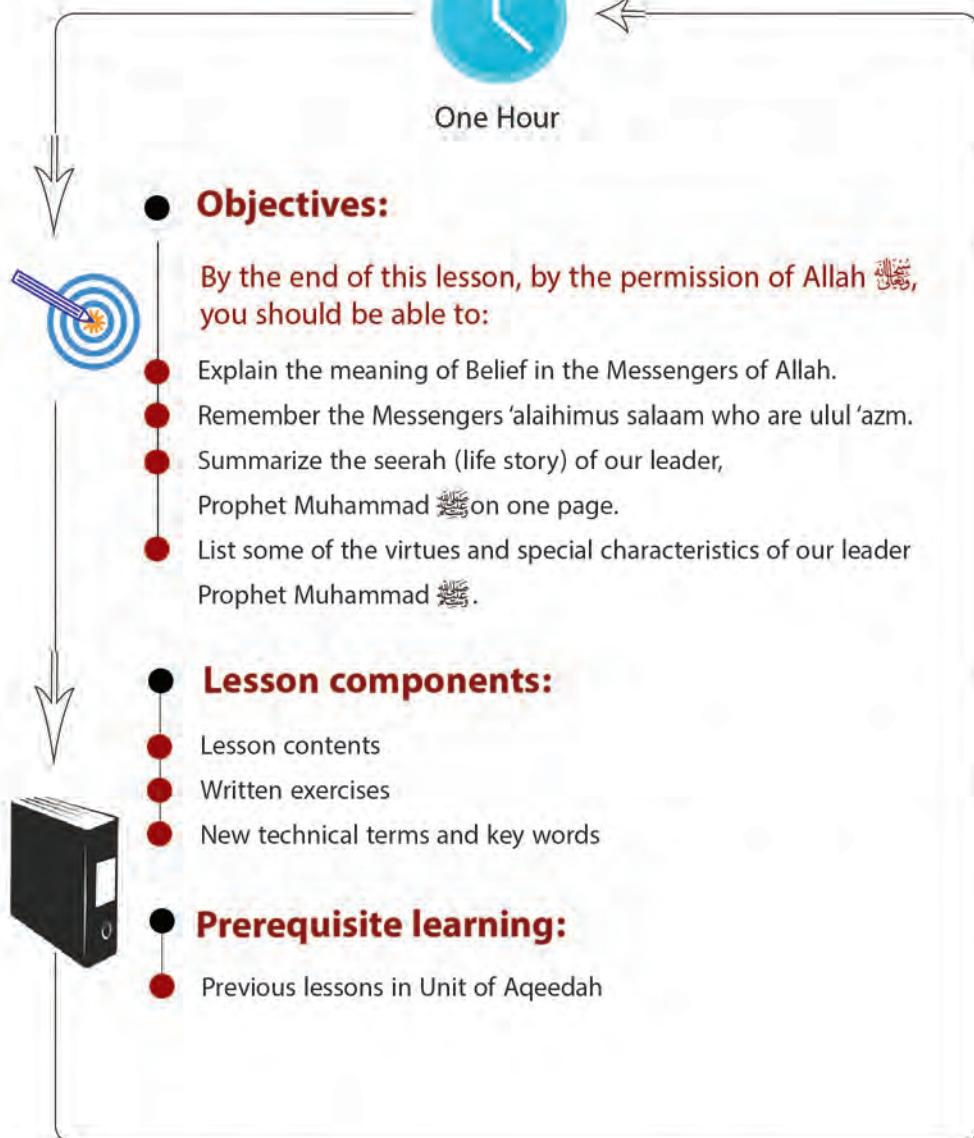 One Hour
Objectives:
By the end of this lesson, by the permission of Allah ﷾,
you should be able to:
Explain the meaning of Belief in the Messengers of Allah.
Remember the Messengers ‘alaihimus salaam who are ulul ‘azm.
Summarize the seerah (life story) of our leader,
Prophet Muhammad ﷺ on one page.
List some of the virtues and special characteristics of our leader
Prophet Muhammad ﷺ.
Lesson components:
Lesson contents
Written exercises
New technical terms and key words
Prerequisite learning:
Previous lessons in Unit of Aqeedah